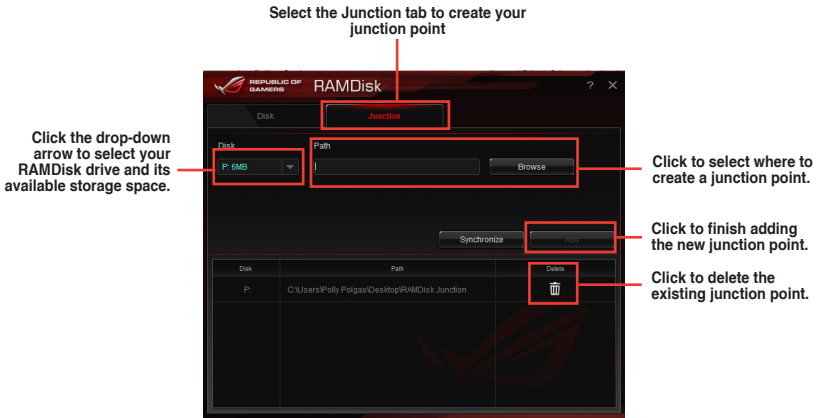 Select the Junction tab to create your
junction point
REPUBLIC OF
GAMERS
RAMDisk
? ×
Disk
Junction
Click the drop-down
arrow to select your
RAMDisk drive and its
available storage space.
Disk
Path
P: 6MB
Browse
Click to select where to
create a junction point.
Synchronize
Add
Click to finish adding
the new junction point.
Disk
Path
Delete
P:
C:\Users\Polly Polgas\Desktop\RAMDisk Junction
Click to delete the
existing junction point.